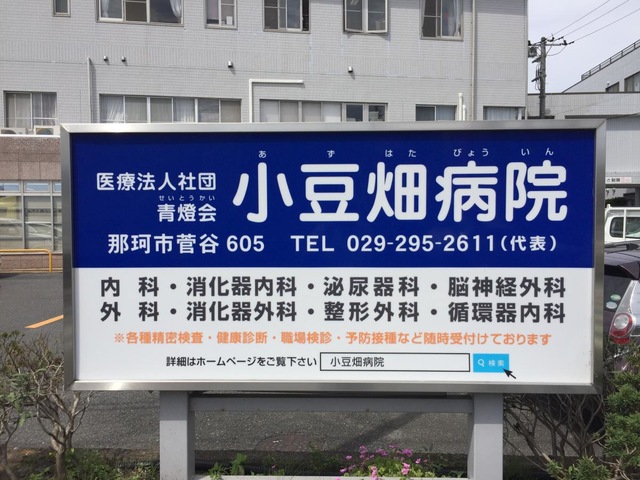 医療法人社団
せいとうかい
青燈会
あずはたびょういん
小豆畑病院
那珂市菅谷605 TEL 029-295-2611(代表)
内科・消化器内科・泌尿器科・脳神経外科
外科・消化器外科・整形外科・循環器内科
※各種精密検査・健康診断・職場検診・予防接種など随時受付けております
詳細はホームページをご覧下さい 小豆畑病院 検索